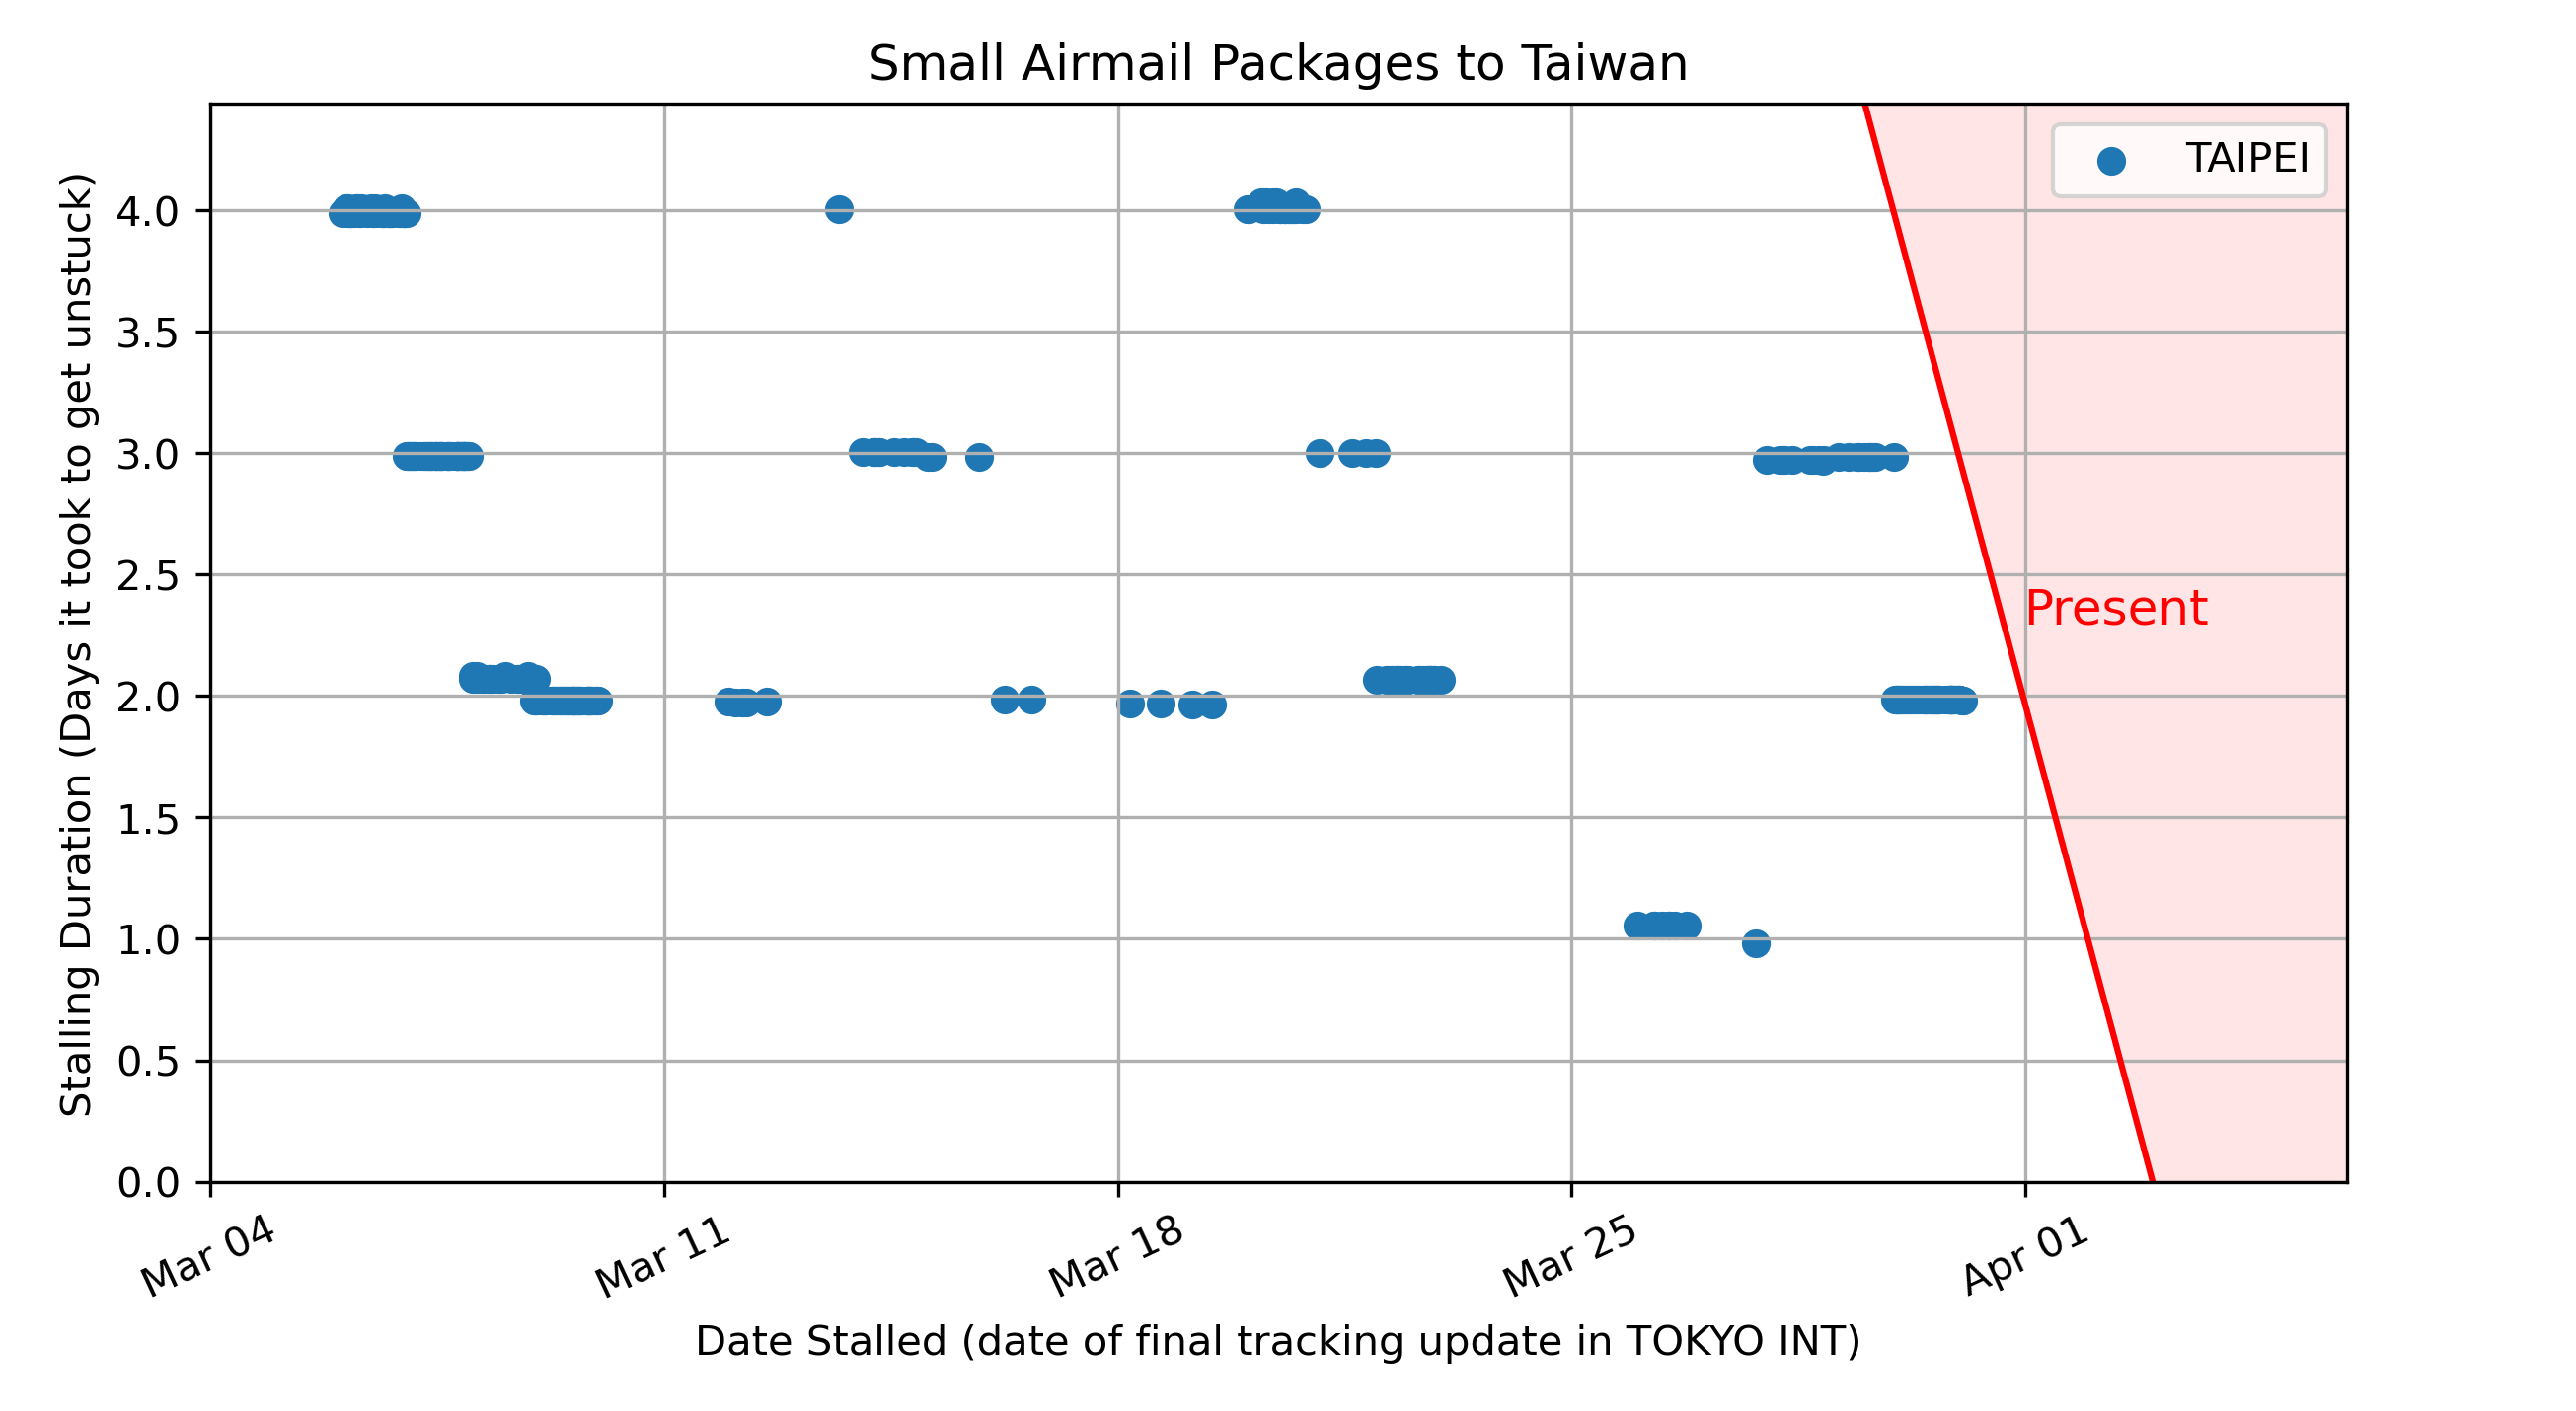 Small Airmail Packages to Taiwan
TAIPEI
Stalling Duration (Days it took to get unstuck)
4.0
3.5
3.0
2.5
2.0
1.5
1.0
0.5
0.0
Present
Mar 04
Mar 11
Mar 18
Mar 25
Apr 01
Date Stalled (date of final tracking update in TOKYO INT)